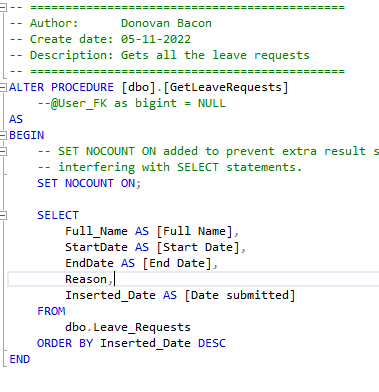 -- =============================================
-- Author: Donovan Bacon
-- Create date: 05-11-2022
-- Description: Gets all the leave requests
-- =============================================
ALTER PROCEDURE [dbo].[GetLeaveRequests]
--@User_FK as bigint = NULL
AS
BEGIN
-- SET NOCOUNT ON added to prevent extra result s
-- interfering with SELECT statements.
SET NOCOUNT ON;
SELECT
Full_Name AS [Full Name],
StartDate AS [Start Date],
EndDate AS [End Date],
Reason,
Inserted_Date AS [Date submitted]
FROM
dbo.Leave_Requests
ORDER BY Inserted_Date DESC
END